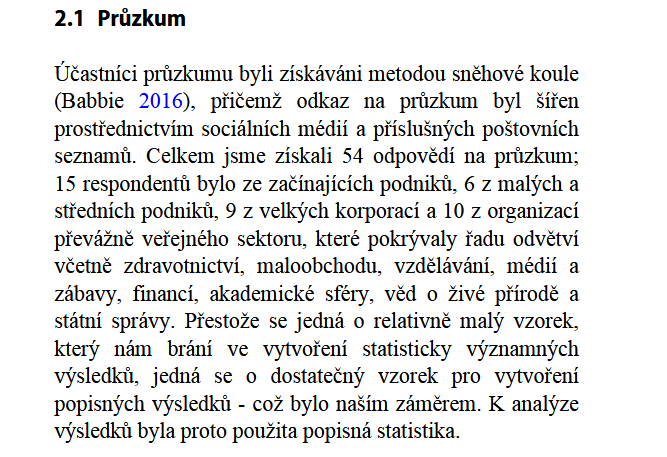 2.1 Průzkum
Účastníci průzkumu byli získáváni metodou sněhové koule
(Babbie 2016), přičemž odkaz na průzkum byl šířen
prostřednictvím sociálních médií a příslušných poštovních
seznamů. Celkem jsme získali 54 odpovědí na průzkum;
15 respondentů bylo ze začínajících podniků, 6 z malých a
středních podniků, 9 z velkých korporací a 10 z organizací
převážně veřejného sektoru, které pokrývaly řadu odvětví
včetně zdravotnictví, maloobchodu, vzdělávání, médií a
zábavy, financí, akademické sféry, věd o živé přírodě a
státní správy. Přestože se jedná o relativně malý vzorek,
který nám brání ve vytvoření statisticky významných
výsledků, jedná se o dostatečný vzorek pro vytvoření
popisných výsledků - což bylo naším záměrem. K analýze
výsledků byla proto použita popisná statistika.